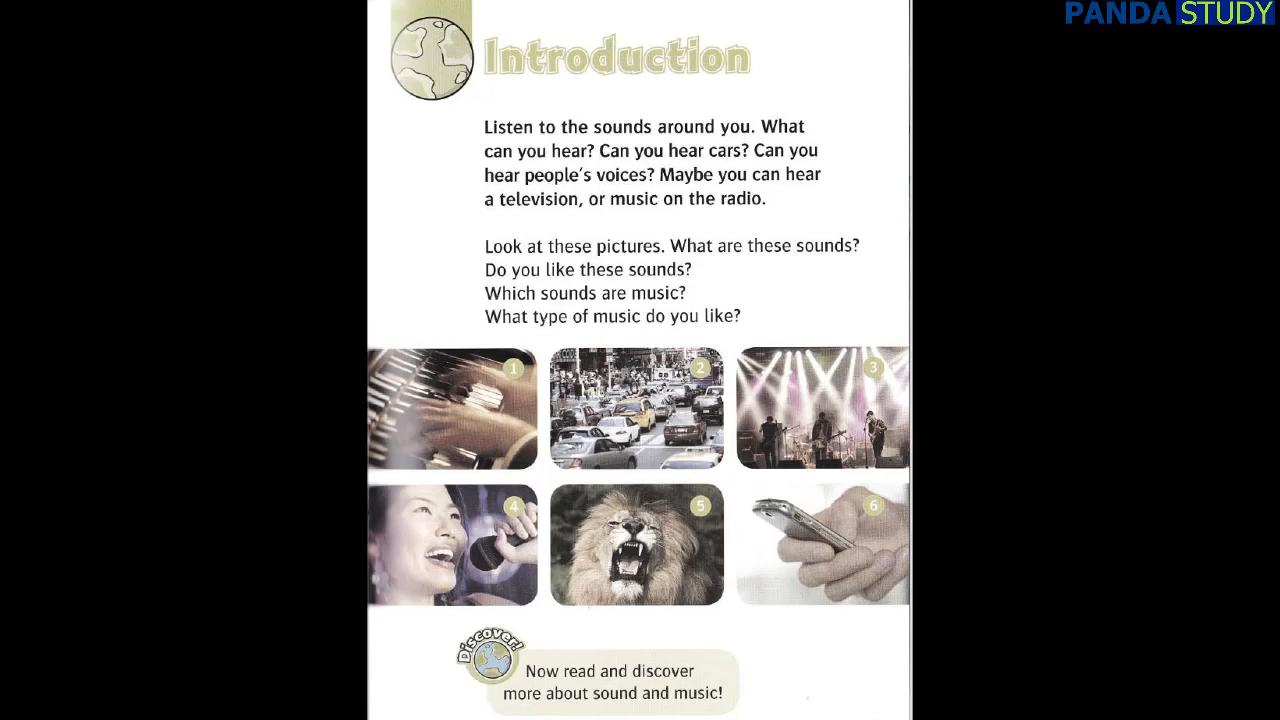 PANDA STUDY
Introduction
Listen to the sounds around you. What
can you hear? Can you hear cars? Can you
hear people's voices? Maybe you can hear
a television, or music on the radio.
Look at these pictures. What are these sounds?
Do you like these sounds?
Which sounds are music?
What type of music do you like?
1
2
3
4
5
6
Discover!
Now read and discover
more about sound and music!